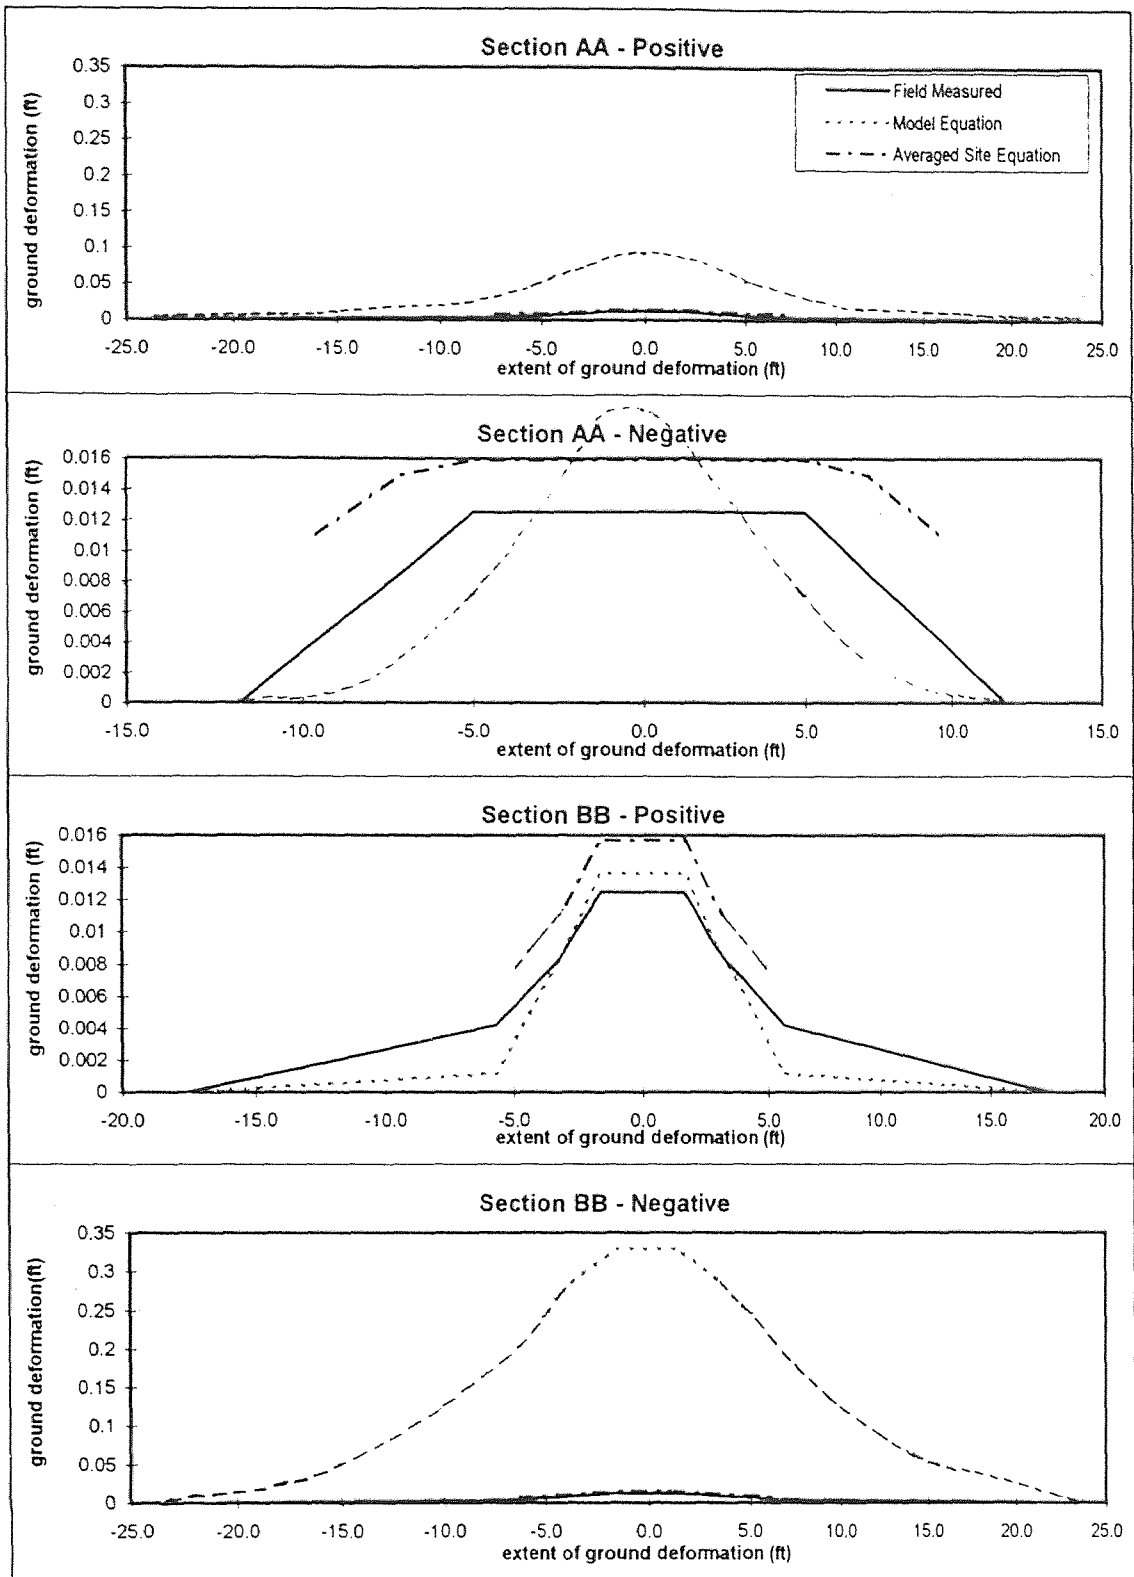 Section AA - Positive
ground deformation (ft)
0.35
0.3
0.25
0.2
0.15
0.1
0.05
0
Field Measured
Model Equation
Averaged Site Equation
-25.0 -20.0 -15.0 -10.0 -5.0 0.0 5.0 10.0 15.0 20.0 25.0
extent of ground deformation (ft)
Section AA - Negative
ground deformation (ft)
0.016
0.014
0.012
0.01
0.008
0.006
0.004
0.002
0
-15.0 -10.0 -5.0 0.0 5.0 10.0 15.0
extent of ground deformation (ft)
Section BB - Positive
ground deformation (ft)
0.016
0.014
0.012
0.01
0.008
0.006
0.004
0.002
0
-20.0 -15.0 -10.0 -5.0 0.0 5.0 10.0 15.0 20.0
extent of ground deformation (ft)
Section BB - Negative
ground deformation(ft)
0.35
0.3
0.25
0.2
0.15
0.1
0.05
0
-25.0 -20.0 -15.0 -10.0 -5.0 0.0 5.0 10.0 15.0 20.0 25.0
extent of ground deformation (ft)